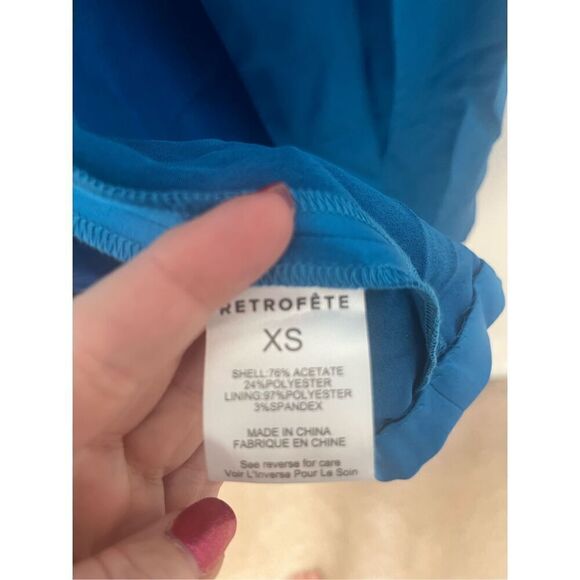 RETROFÊTE
XS
SHELL:76% ACETATE
24%POLYESTER
LINING:97%POLYESTER
3%SPANDEX
MADE IN CHINA
FABRIQUE EN CHINE
See reverse for care
Voir L'Inverse Pour Le Soin